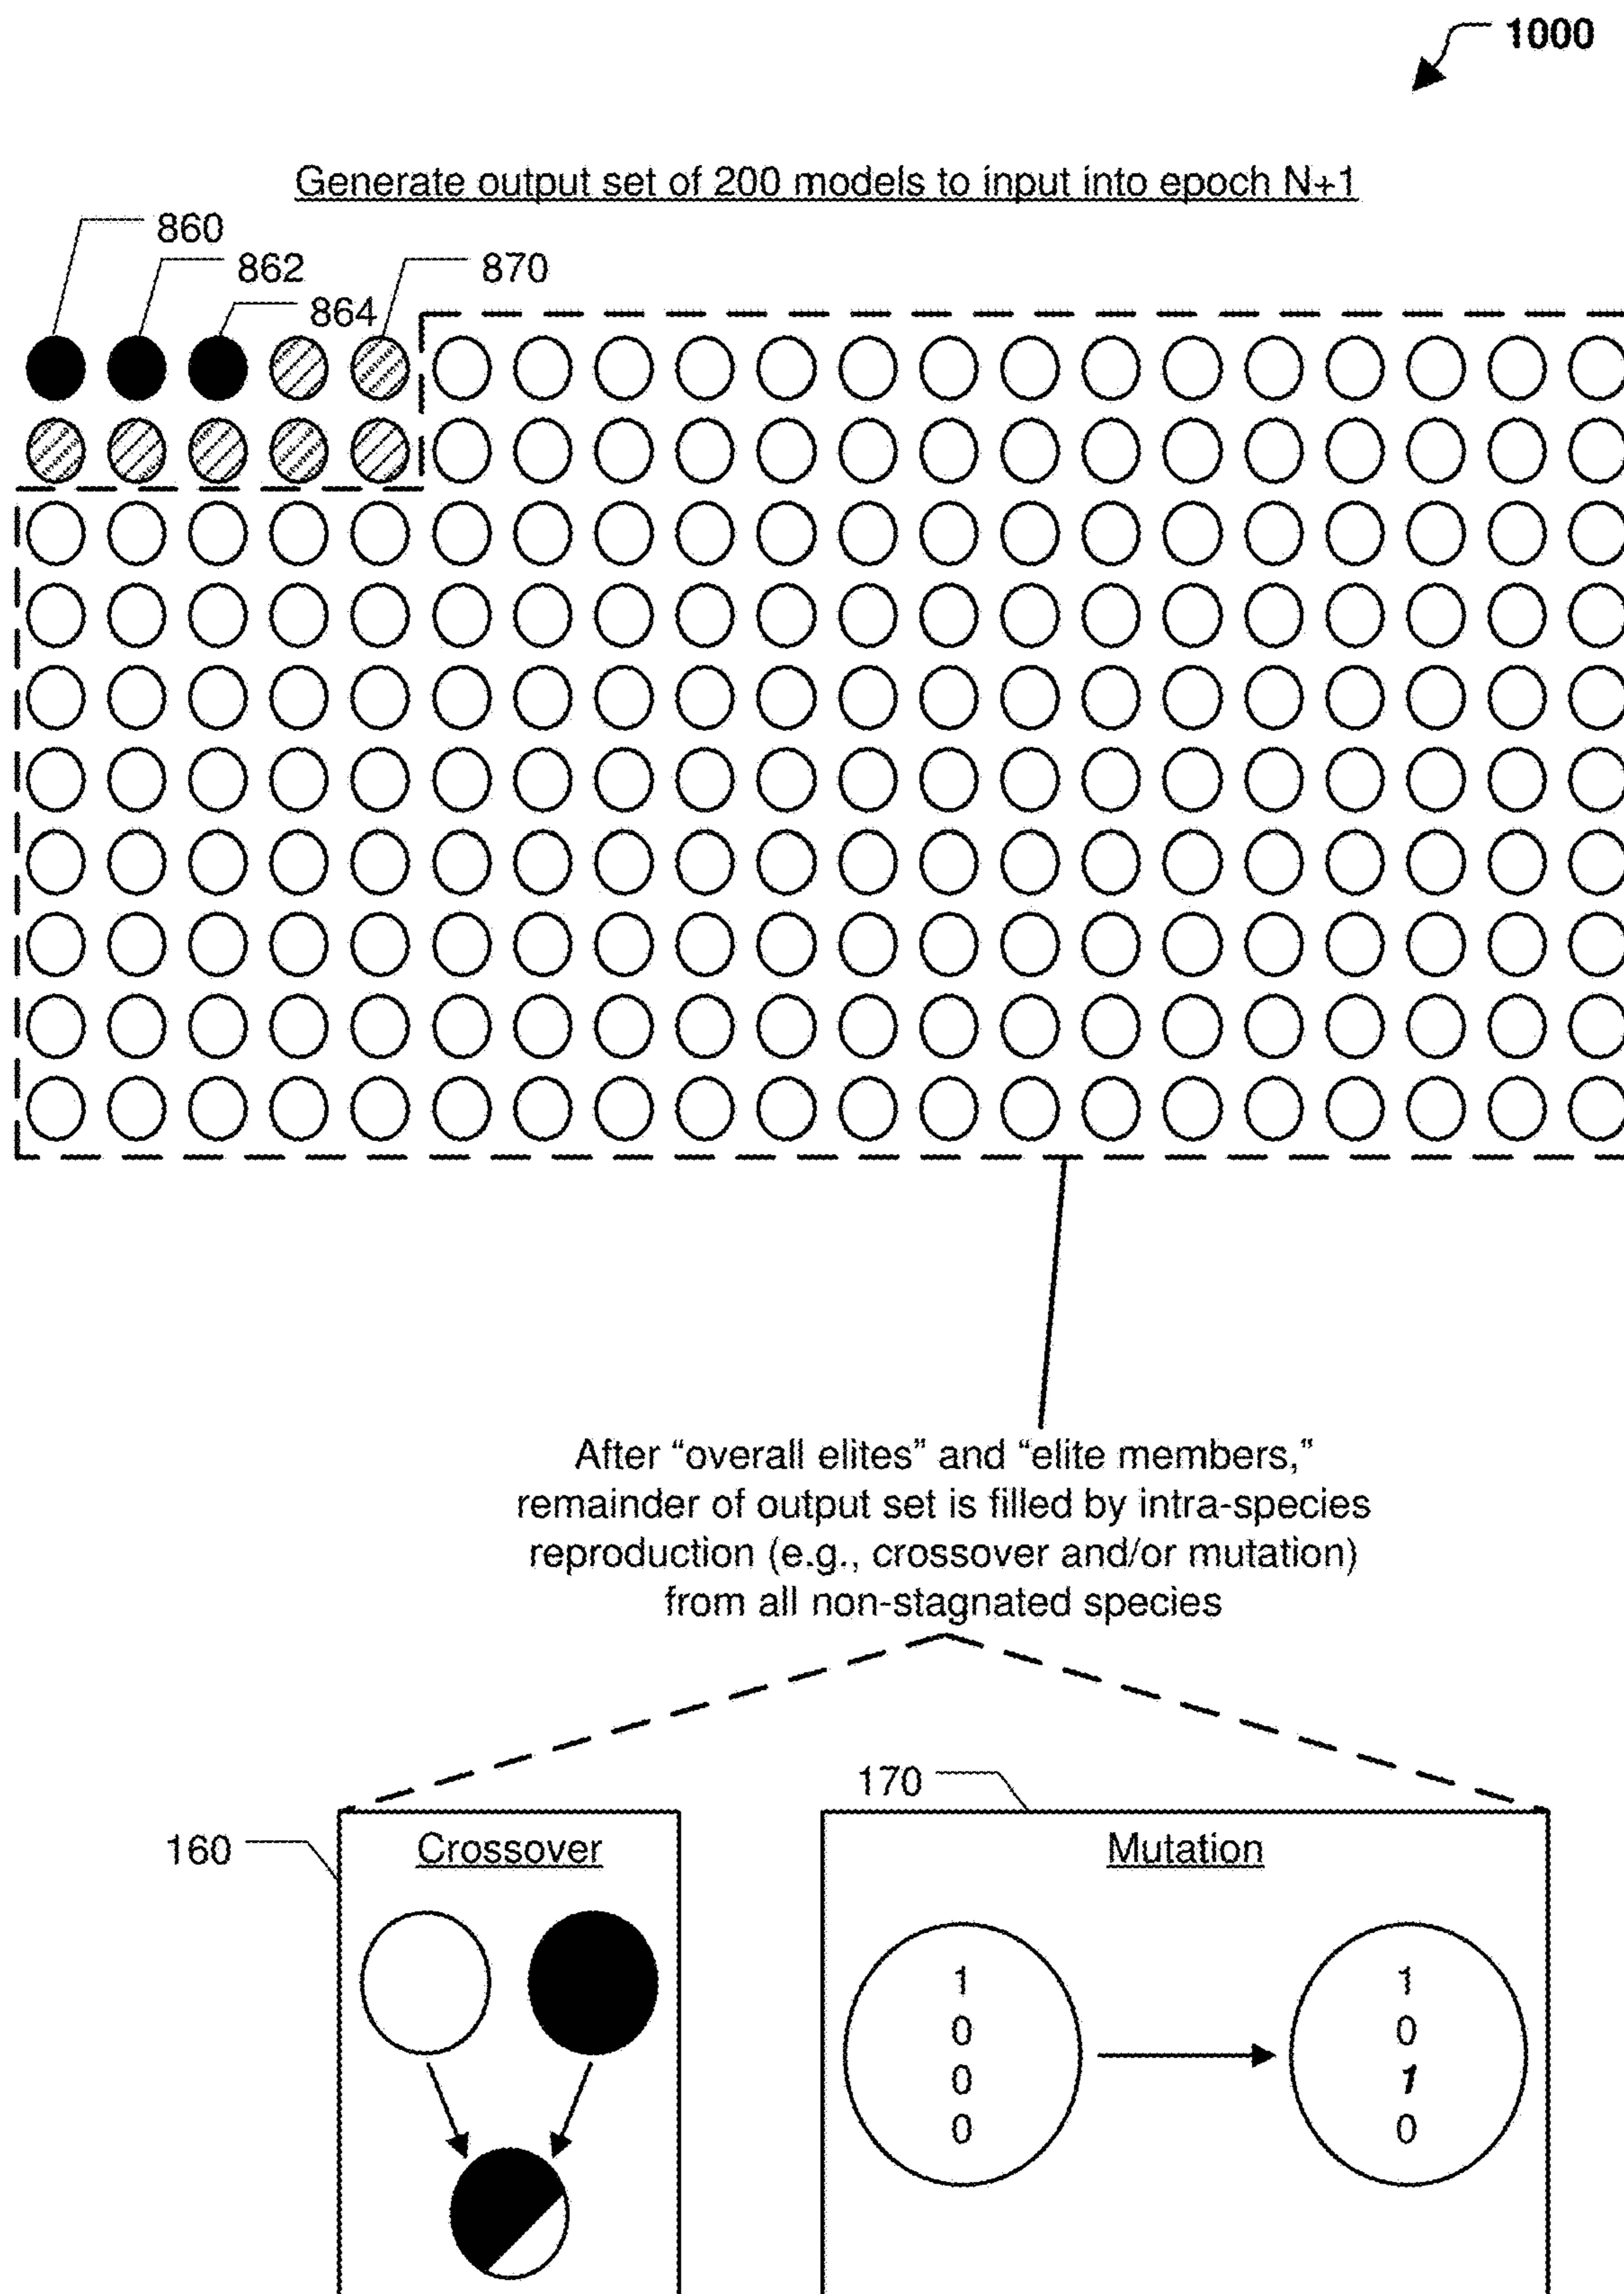 1000
Generate output set of 200 models to input into epoch N+1
860
862
870
864
After “overall elites” and “elite members,”
remainder of output set is filled by intra-species
reproduction (e.g., crossover and/or mutation)
from all non-stagnated species
170
160
Crossover
Mutation
1
0
0
0
1
0
1
0